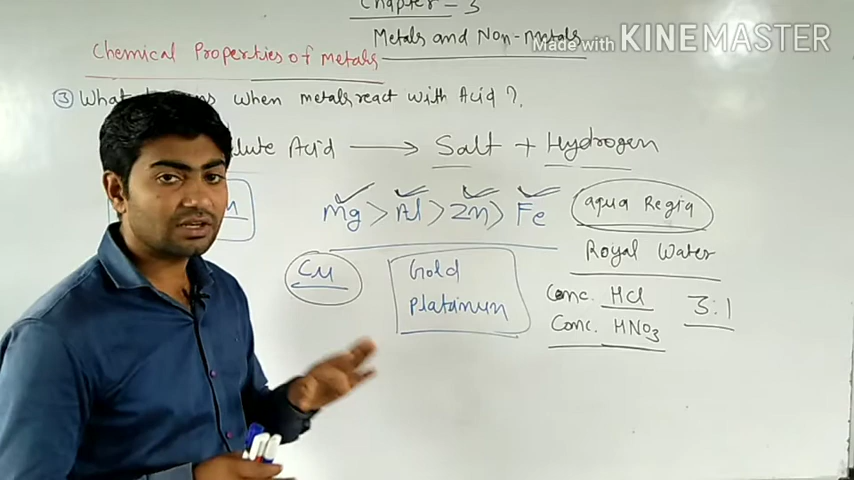 Chapter - 3
Metals and Non-metals
Made with KINEMASTER
Chemical Properties of metals
③ What when metals react with Acid?
Acid → Salt + Hydrogen
Mg > Al > Zn > Fe
aqua Regia
Royal Water
Cu
Gold
Platinum
Conc. HCl
Conc. HNO3
3:1